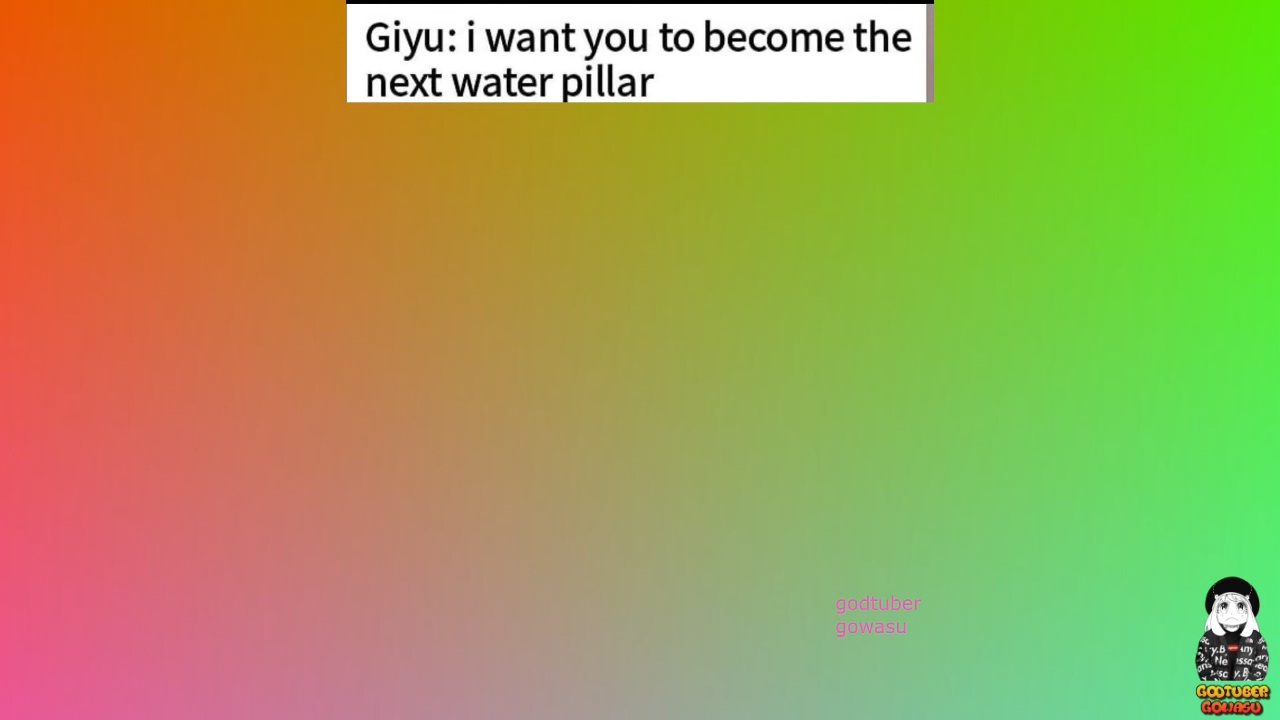 Giyu: i want you to become the
next water pillar
godtuber
gowasu
GODTUBER
GOWASU